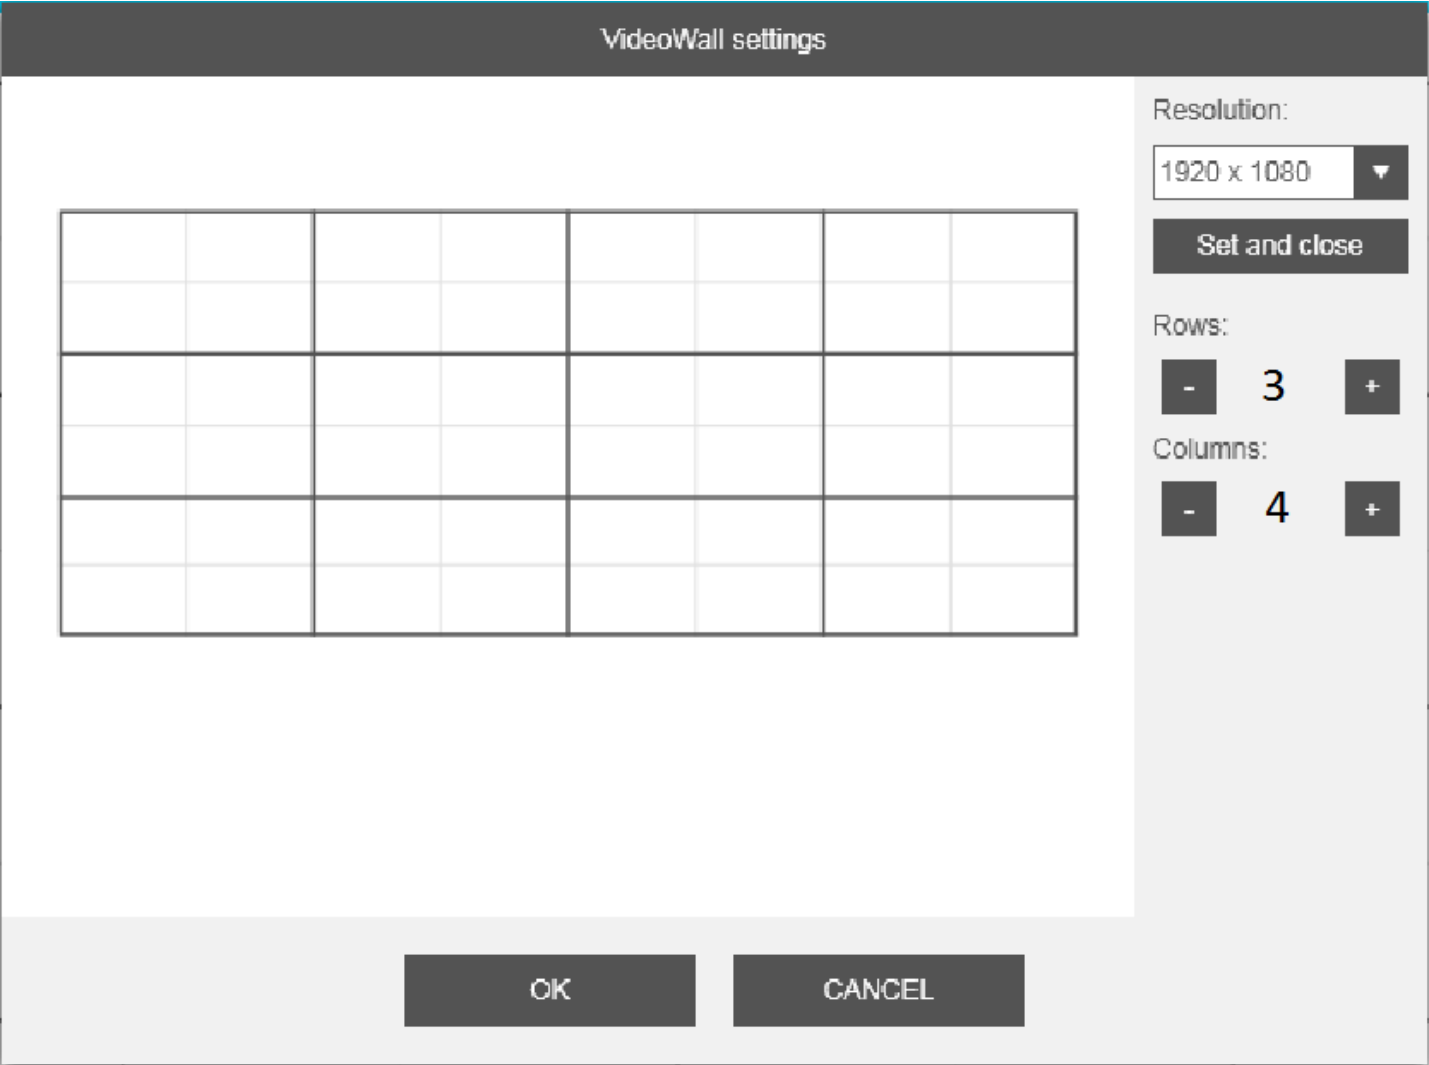 VideoWall settings
Resolution:
1920 x 1080
Set and close
Rows:
- 3 +
Columns:
- 4 +
OK
CANCEL